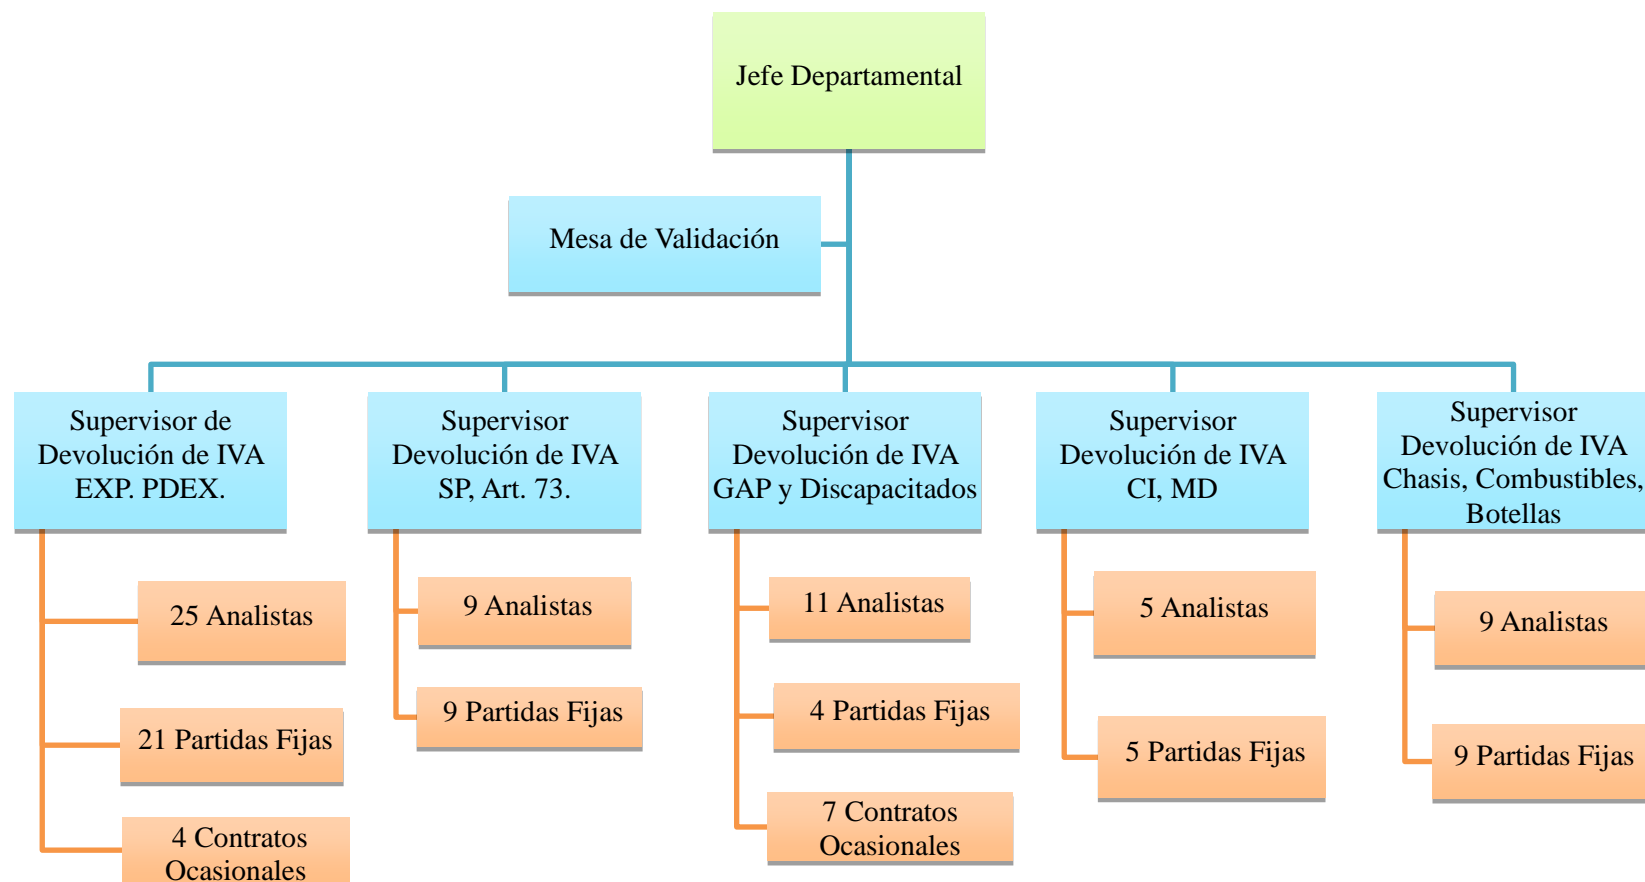 Jefe Departamental
Mesa de Validación
Supervisor de
Devolución de IVA
EXP. PDEX.
25 Analistas
21 Partidas Fijas
4 Contratos
Ocasionales
Supervisor
Devolución de IVA
SP, Art. 73.
9 Analistas
9 Partidas Fijas
Supervisor
Devolución de IVA
GAP y Discapacitados
11 Analistas
4 Partidas Fijas
7 Contratos
Ocasionales
Supervisor
Devolución de IVA
CI, MD
5 Analistas
5 Partidas Fijas
Supervisor
Devolución de IVA
Chasis, Combustibles,
Botellas
9 Analistas
9 Partidas Fijas